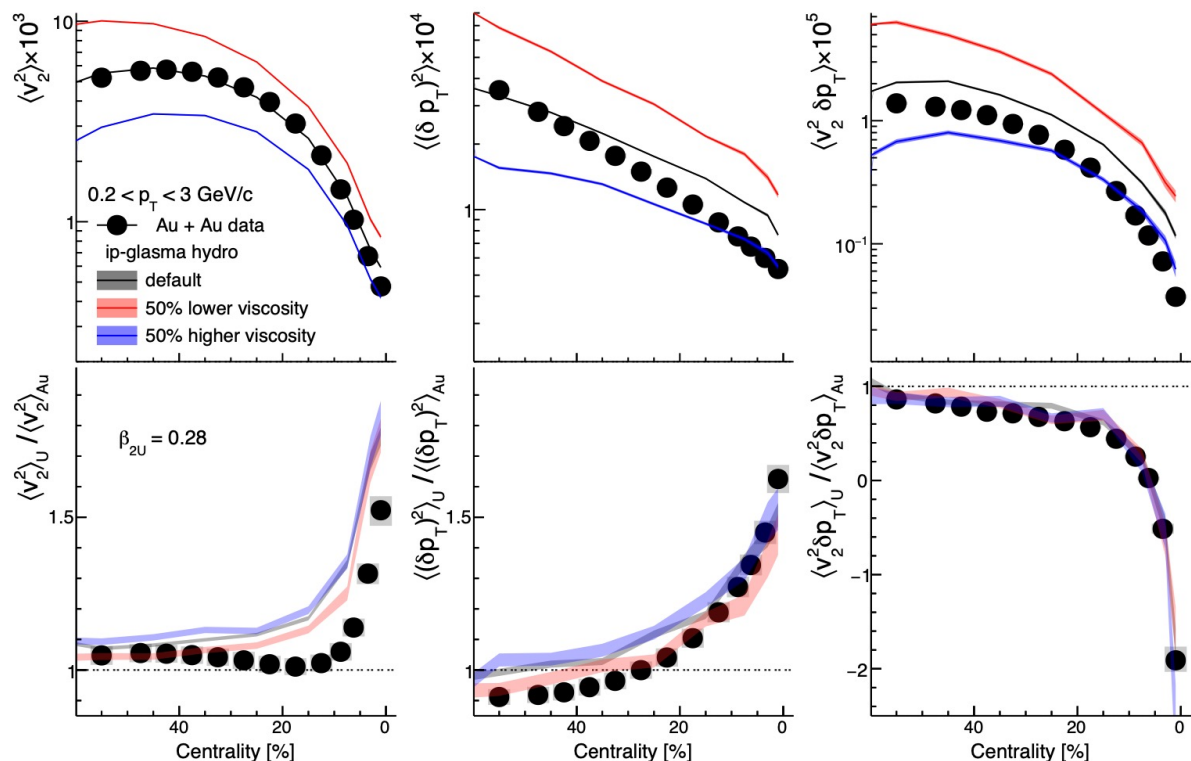 ⟨v₂²⟩×10³
10
1
0.2 < p_T < 3 GeV/c
Au + Au data
ip-glasma hydro
default
50% lower viscosity
50% higher viscosity
⟨(δ p_T)²⟩×10⁴
1
⟨v₂² δp_T⟩×10⁵
1
10⁻¹
⟨v₂²⟩_U / ⟨v₂²⟩_Au
β_2U = 0.28
1.5
1
40
20
0
Centrality [%]
⟨(δp_T)²⟩_U / ⟨(δp_T)²⟩_Au
1.5
1
40
20
0
Centrality [%]
⟨v₂²δp_T⟩_U / ⟨v₂²δp_T⟩_Au
1
0
−1
−2
40
20
0
Centrality [%]